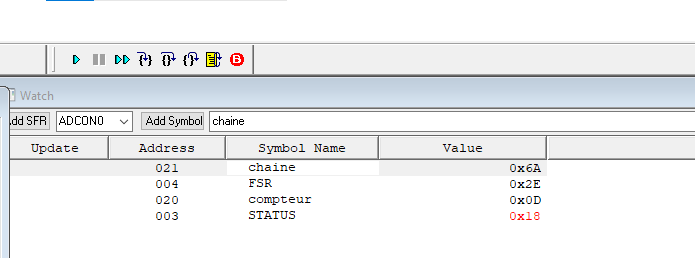 B
Watch
Add SFR ADCON0 Add Symbol chaine
Update Address Symbol Name Value
021 chaine 0x6A
004 FSR 0x2E
020 compteur 0x0D
003 STATUS 0x18